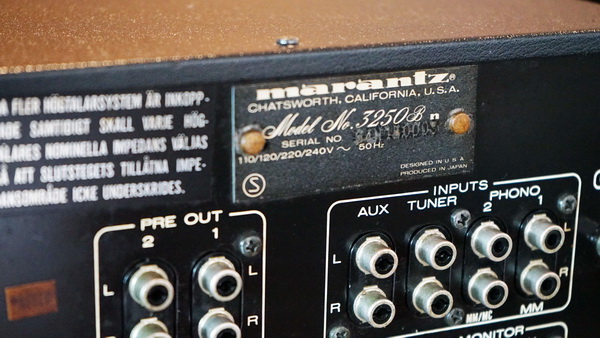 A FLER HÖGTALARSYSTEM ÄR INKOPP-
ADE SAMTIDIGT SKALL VARJE HÖG-
ALARES NOMINELLA IMPEDANS VÄLJAS
Å ATT SLUTSTEGETS TILLÅTNA IMPE-
ANSOMRÅDE ICKE UNDERSKRIDES.
marantz®
CHATSWORTH, CALIFORNIA, U.S.A.
Model No. 3250B n
SERIAL NO.
110/120/220/240V ~ 50Hz
S
DESIGNED IN U.S.A
PRODUCED IN JAPAN
PRE OUT
2 1
L L
R R
INPUTS
AUX TUNER PHONO
2 1
L L
R R
MM/MC MM
MONITOR